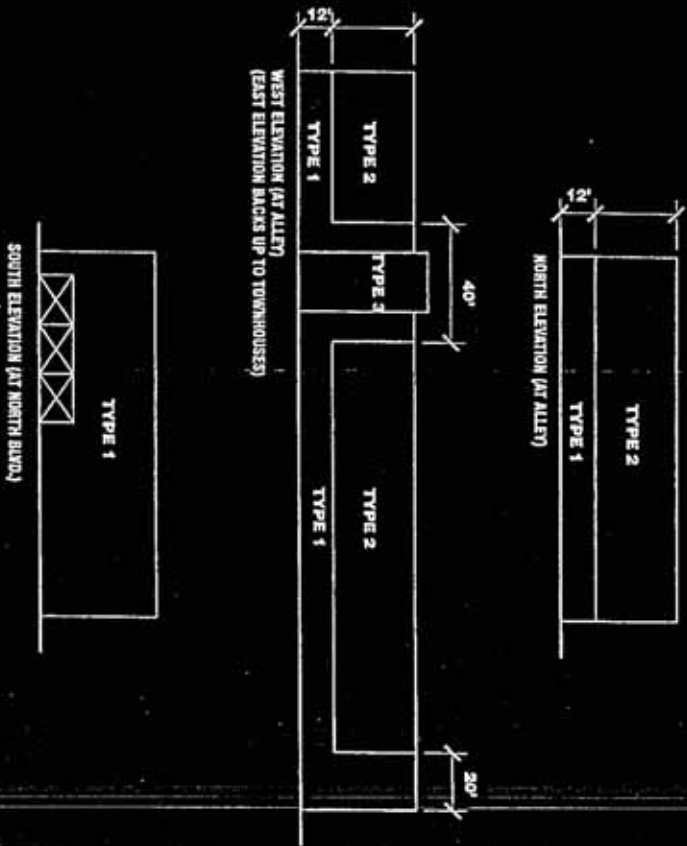 12'
TYPE 2
TYPE 1
NORTH ELEVATION (AT ALLEY)
12'
40'
20'
TYPE 2
TYPE 3
TYPE 2
TYPE 1
TYPE 1
WEST ELEVATION (AT ALLEY)
(EAST ELEVATION BACKS UP TO TOWNHOUSES)
TYPE 1
SOUTH ELEVATION (AT NORTH BLVD.)